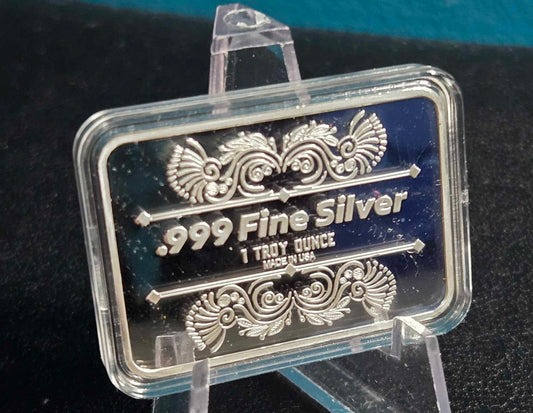 .999 Fine Silver
1 TROY OUNCE
MADE IN USA